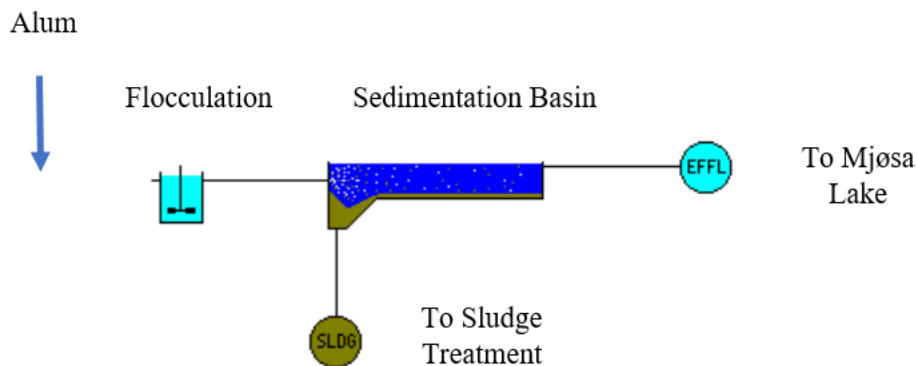 Alum
Flocculation
Sedimentation Basin
EFFL
To Mjøsa
Lake
SLDG
To Sludge
Treatment